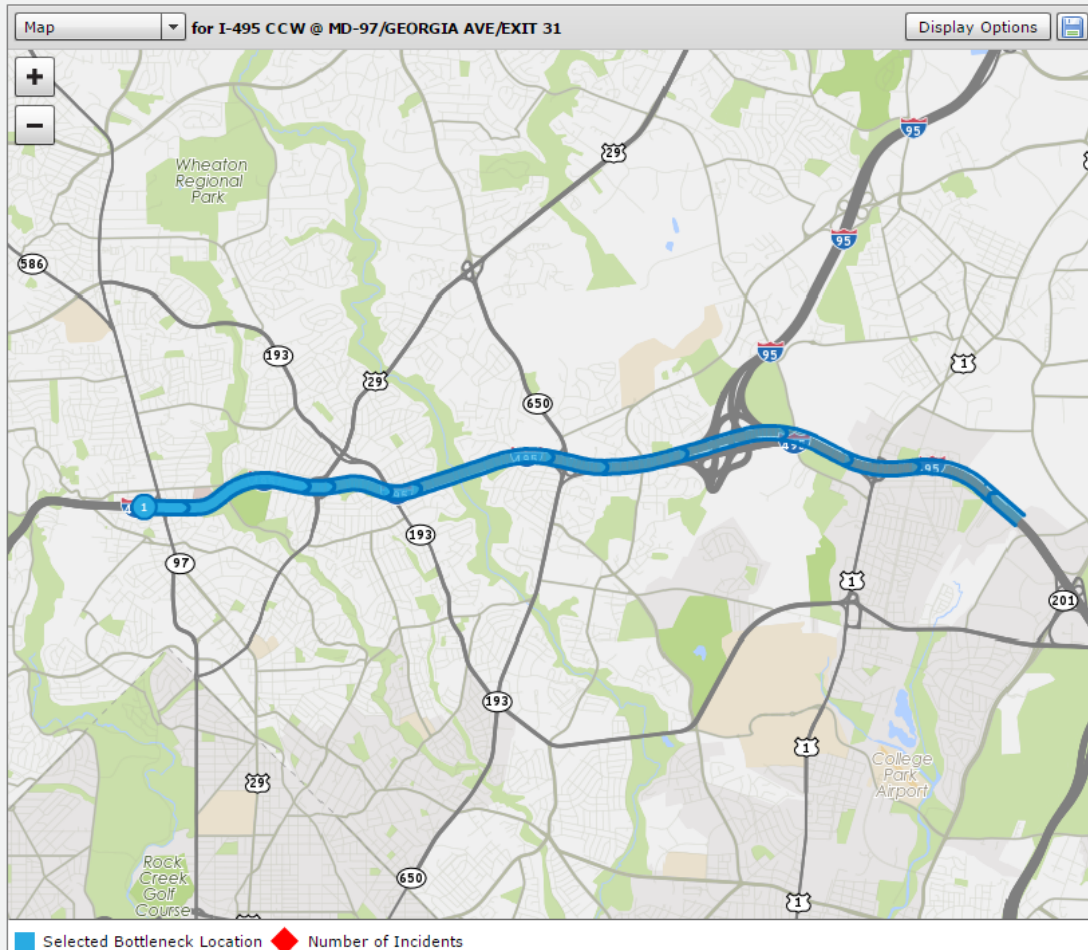 Map
for I-495 CCW @ MD-97/GEORGIA AVE/EXIT 31
Display Options
+
−
29
95
Wheaton
Regional
Park
95
586
193
95
1
29
650
495
495
495
1
193
97
1
201
193
1
29
College
Park
Airport
Rock
Creek
Golf
Course
650
1
Selected Bottleneck Location
Number of Incidents